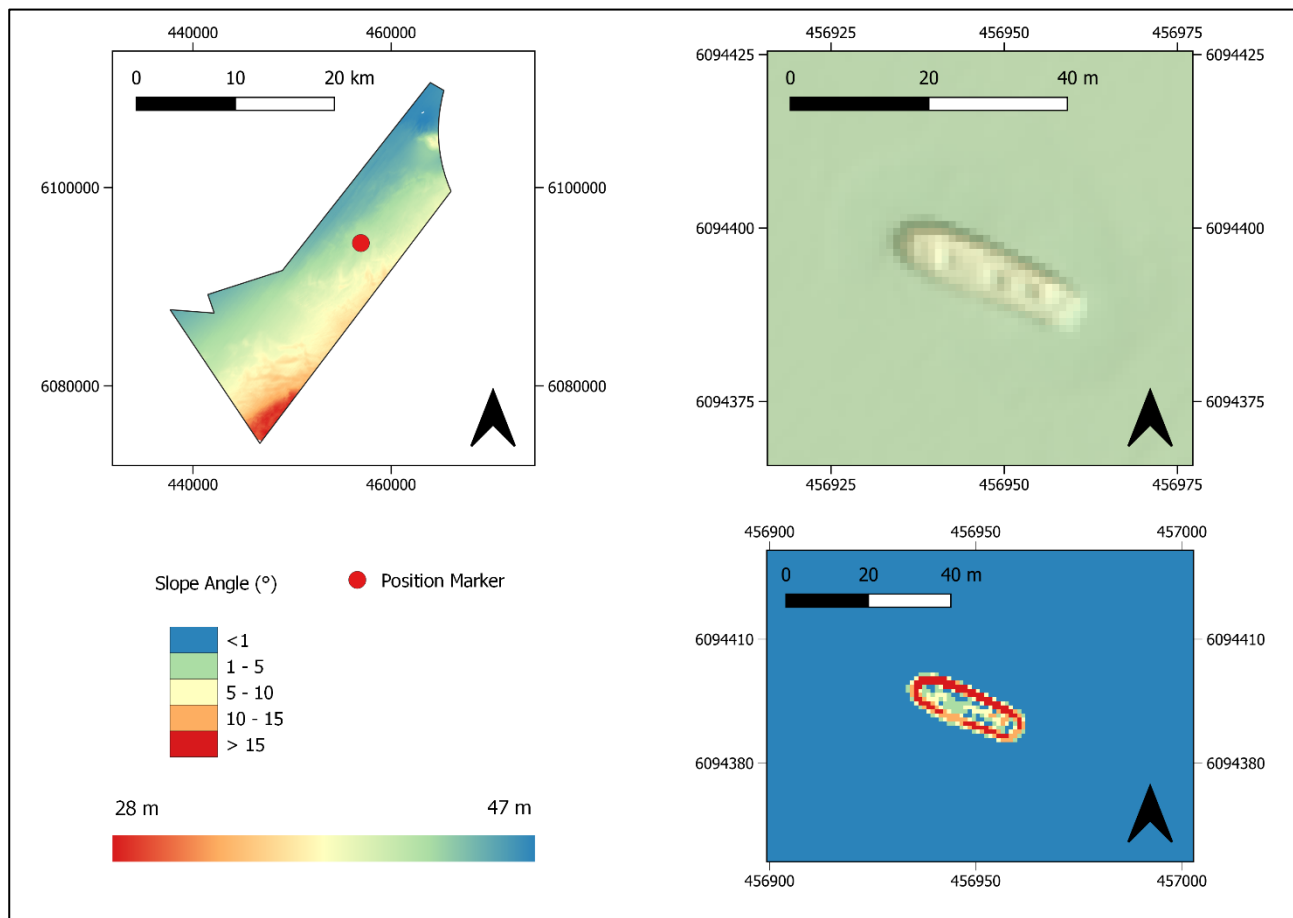 440000 460000
0 10 20 km
6100000 6100000
6080000 6080000
440000 460000
456925 456950 456975
6094425 6094425
0 20 40 m
6094400 6094400
6094375 6094375
456925 456950 456975
Slope Angle (°)
Position Marker
<1
1 - 5
5 - 10
10 - 15
> 15
28 m 47 m
456900 456950 457000
0 20 40 m
6094410 6094410
6094380 6094380
456900 456950 457000